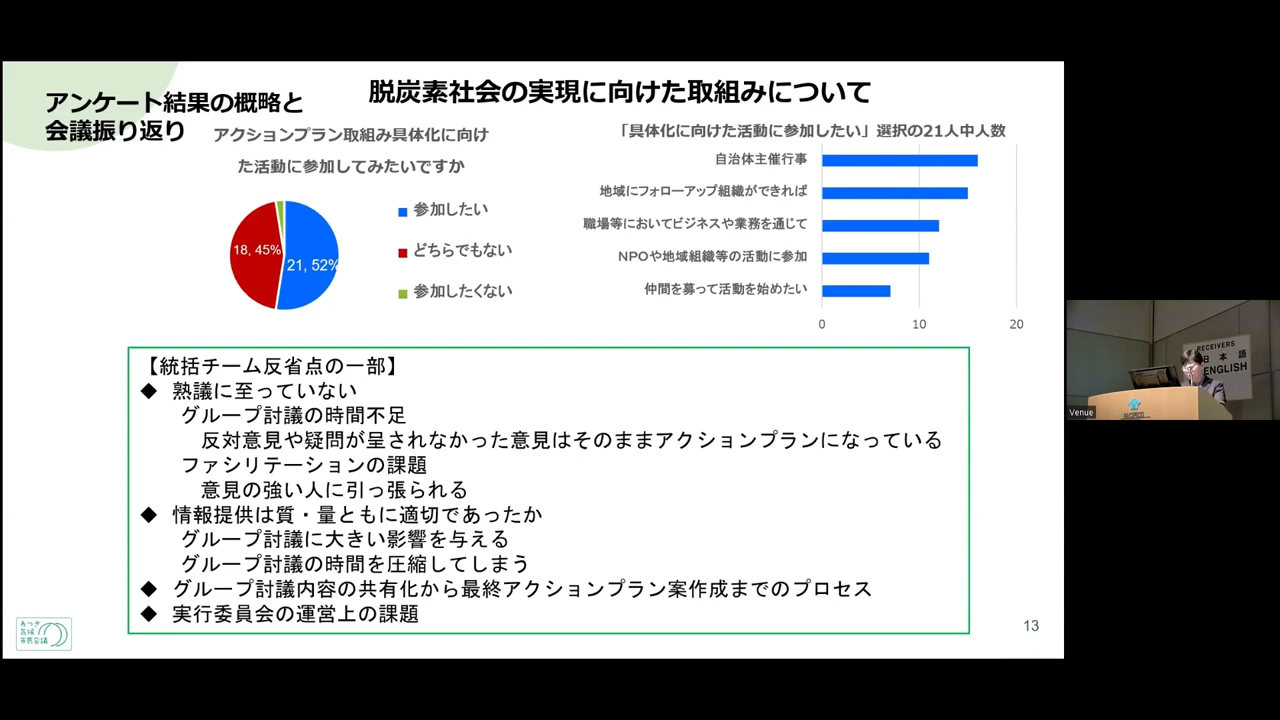 アンケート結果の概略と
会議振り返り
脱炭素社会の実現に向けた取組みについて
アクションプラン取組み具体化に向け
た活動に参加してみたいですか
18, 45%
21, 52%
参加したい
どちらでもない
参加したくない
「具体化に向けた活動に参加したい」選択の21人中人数
自治体主催行事
地域にフォローアップ組織ができれば
職場等においてビジネスや業務を通じて
NPOや地域組織等の活動に参加
仲間を募って活動を始めたい
0 10 20
【統括チーム反省点の一部】
◆ 熟議に至っていない
グループ討議の時間不足
反対意見や疑問が呈されなかった意見はそのままアクションプランになっている
ファシリテーションの課題
意見の強い人に引っ張られる
◆ 情報提供は質・量ともに適切であったか
グループ討議に大きい影響を与える
グループ討議の時間を圧縮してしまう
◆ グループ討議内容の共有化から最終アクションプラン案作成までのプロセス
◆ 実行委員会の運営上の課題
あつぎ
気候
市民会議
13
RECEIVERS
日本語
ENGLISH
Venue
PACIFICO